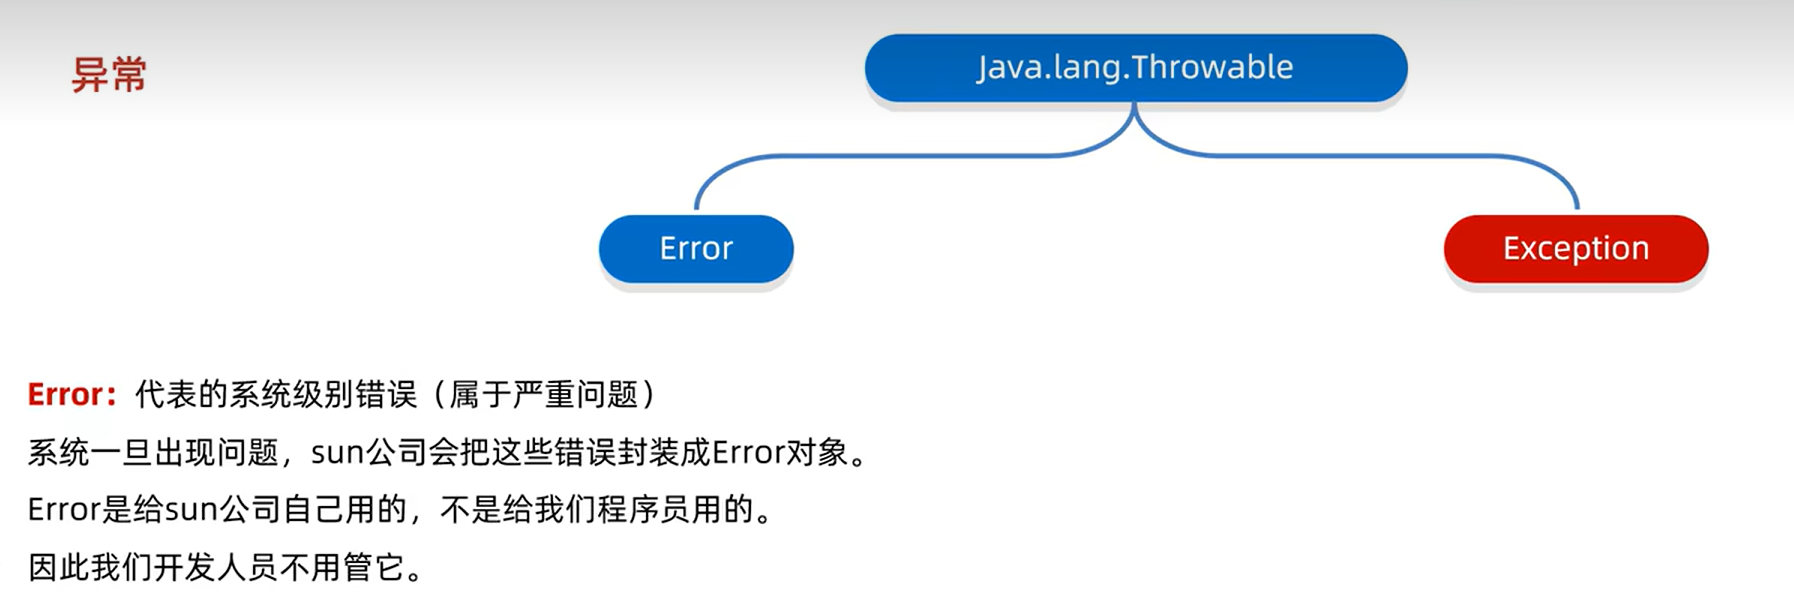 异常
Java.lang.Throwable
Error
Exception
Error：代表的系统级别错误（属于严重问题）
系统一旦出现问题，sun公司会把这些错误封装成Error对象。
Error是给sun公司自己用的，不是给我们程序员用的。
因此我们开发人员不用管它。